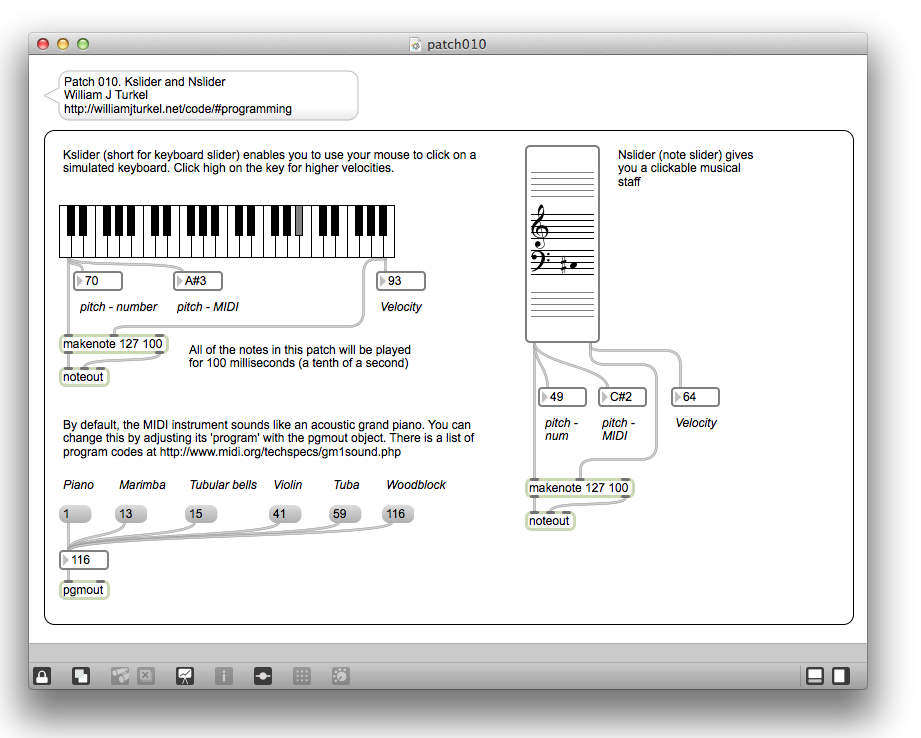 patch010
Patch 010. Kslider and Nslider
William J Turkel
http://williamjturkel.net/code/#programming
Kslider (short for keyboard slider) enables you to use your mouse to click on a
simulated keyboard. Click high on the key for higher velocities.
70
A#3
93
pitch - number
pitch - MIDI
Velocity
makenote 127 100
All of the notes in this patch will be played
for 100 milliseconds (a tenth of a second)
noteout
By default, the MIDI instrument sounds like an acoustic grand piano. You can
change this by adjusting its 'program' with the pgmout object. There is a list of
program codes at http://www.midi.org/techspecs/gm1sound.php
Piano
Marimba
Tubular bells
Violin
Tuba
Woodblock
1
13
15
41
59
116
116
pgmout
Nslider (note slider) gives
you a clickable musical
staff
49
C#2
64
pitch -
num
pitch -
MIDI
Velocity
makenote 127 100
noteout